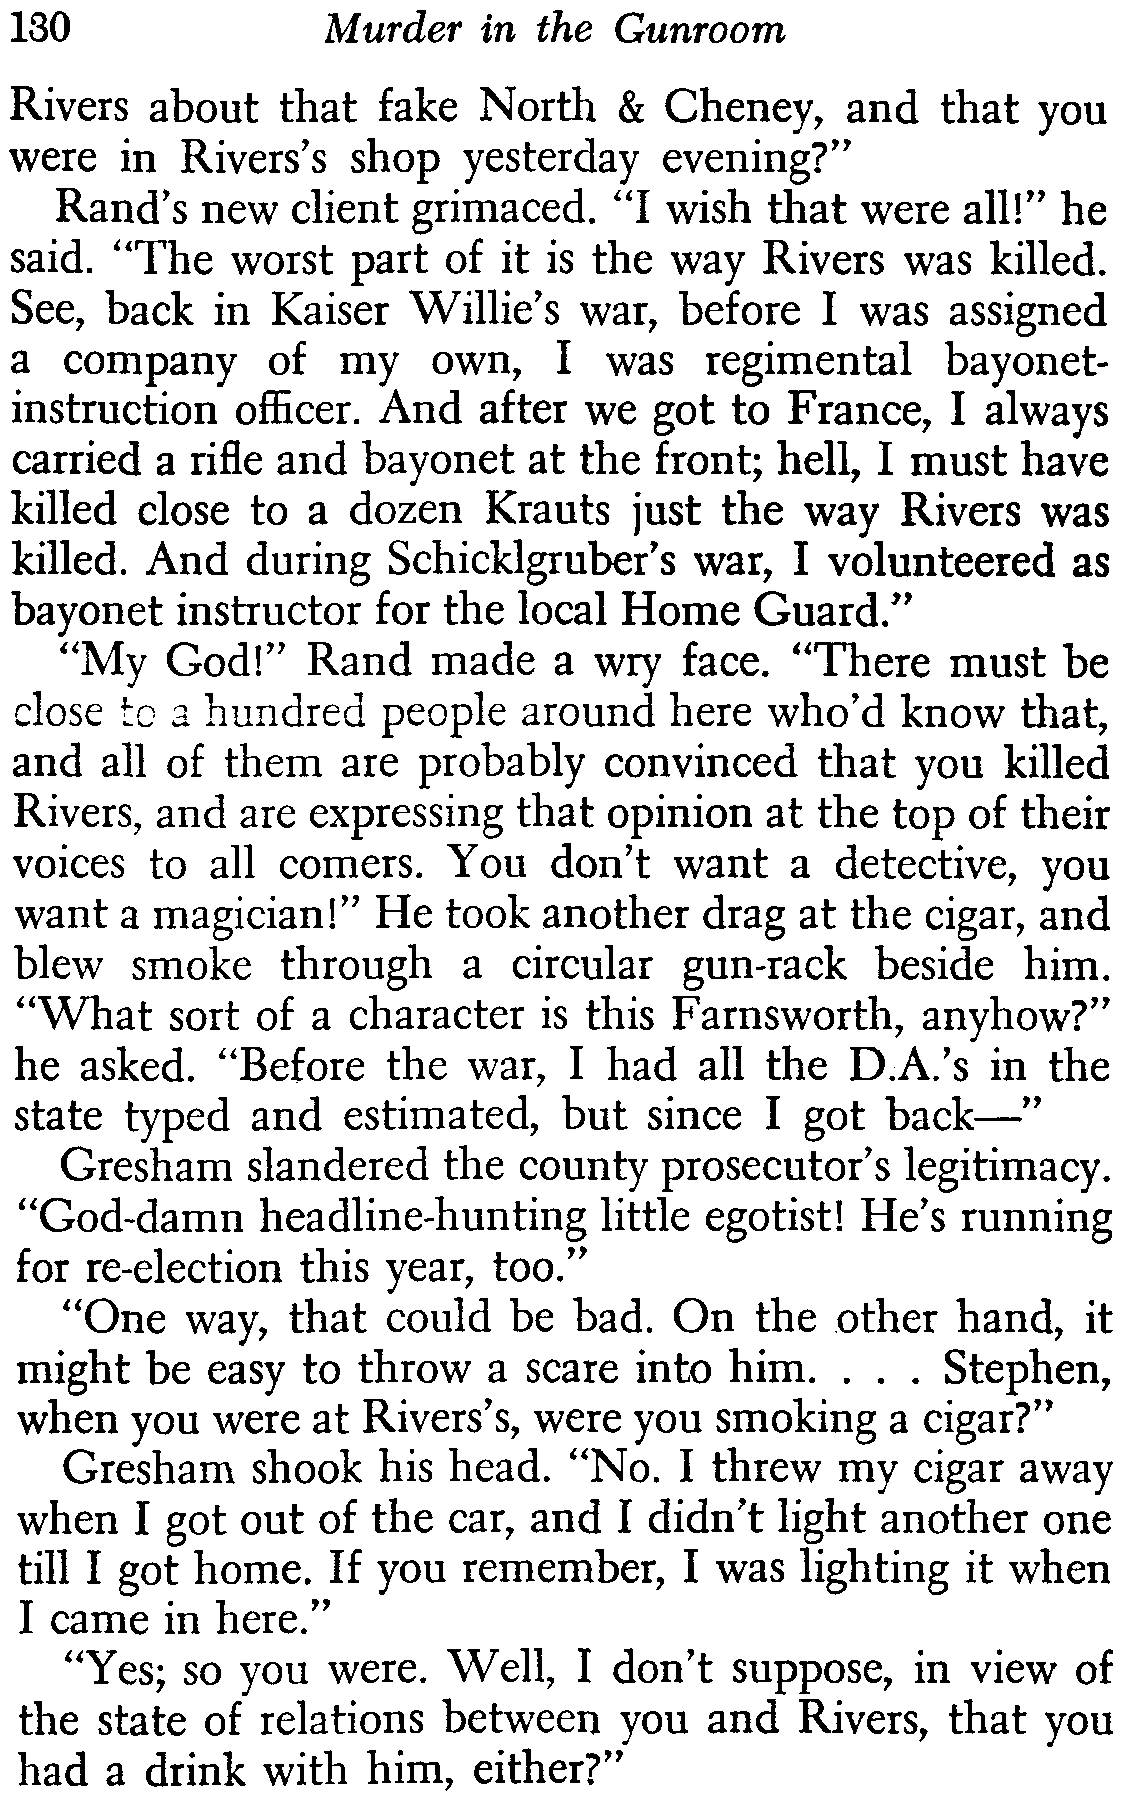 130 Murder in the Gunroom
Rivers about that fake North & Cheney, and that you
were in Rivers's shop yesterday evening?”
Rand's new client grimaced. “I wish that were all!” he
said. “The worst part of it is the way Rivers was killed.
See, back in Kaiser Willie's war, before I was assigned
a company of my own, I was regimental bayonet-
instruction officer. And after we got to France, I always
carried a rifle and bayonet at the front; hell, I must have
killed close to a dozen Krauts just the way Rivers was
killed. And during Schicklgruber's war, I volunteered as
bayonet instructor for the local Home Guard.”
“My God!” Rand made a wry face. “There must be
close to a hundred people around here who'd know that,
and all of them are probably convinced that you killed
Rivers, and are expressing that opinion at the top of their
voices to all comers. You don't want a detective, you
want a magician!” He took another drag at the cigar, and
blew smoke through a circular gun-rack beside him.
“What sort of a character is this Farnsworth, anyhow?”
he asked. “Before the war, I had all the D.A.'s in the
state typed and estimated, but since I got back—”
Gresham slandered the county prosecutor's legitimacy.
“God-damn headline-hunting little egotist! He's running
for re-election this year, too.”
“One way, that could be bad. On the other hand, it
might be easy to throw a scare into him. . . . Stephen,
when you were at Rivers's, were you smoking a cigar?”
Gresham shook his head. “No. I threw my cigar away
when I got out of the car, and I didn't light another one
till I got home. If you remember, I was lighting it when
I came in here.”
“Yes; so you were. Well, I don't suppose, in view of
the state of relations between you and Rivers, that you
had a drink with him, either?”